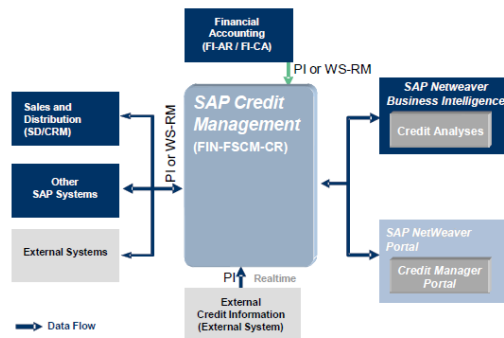 Financial
Accounting
(FI-AR / FI-CA)
PI or WS-RM
SAP Credit
Management
(FIN-FSCM-CR)
Sales and
Distribution
(SD/CRM)
Other
SAP Systems
External Systems
PI or WS-RM
SAP Netweaver
Business Intelligence
Credit Analyses
SAP NetWeaver
Portal
Credit Manager
Portal
PI
Realtime
External
Credit Information
(External System)
Data Flow